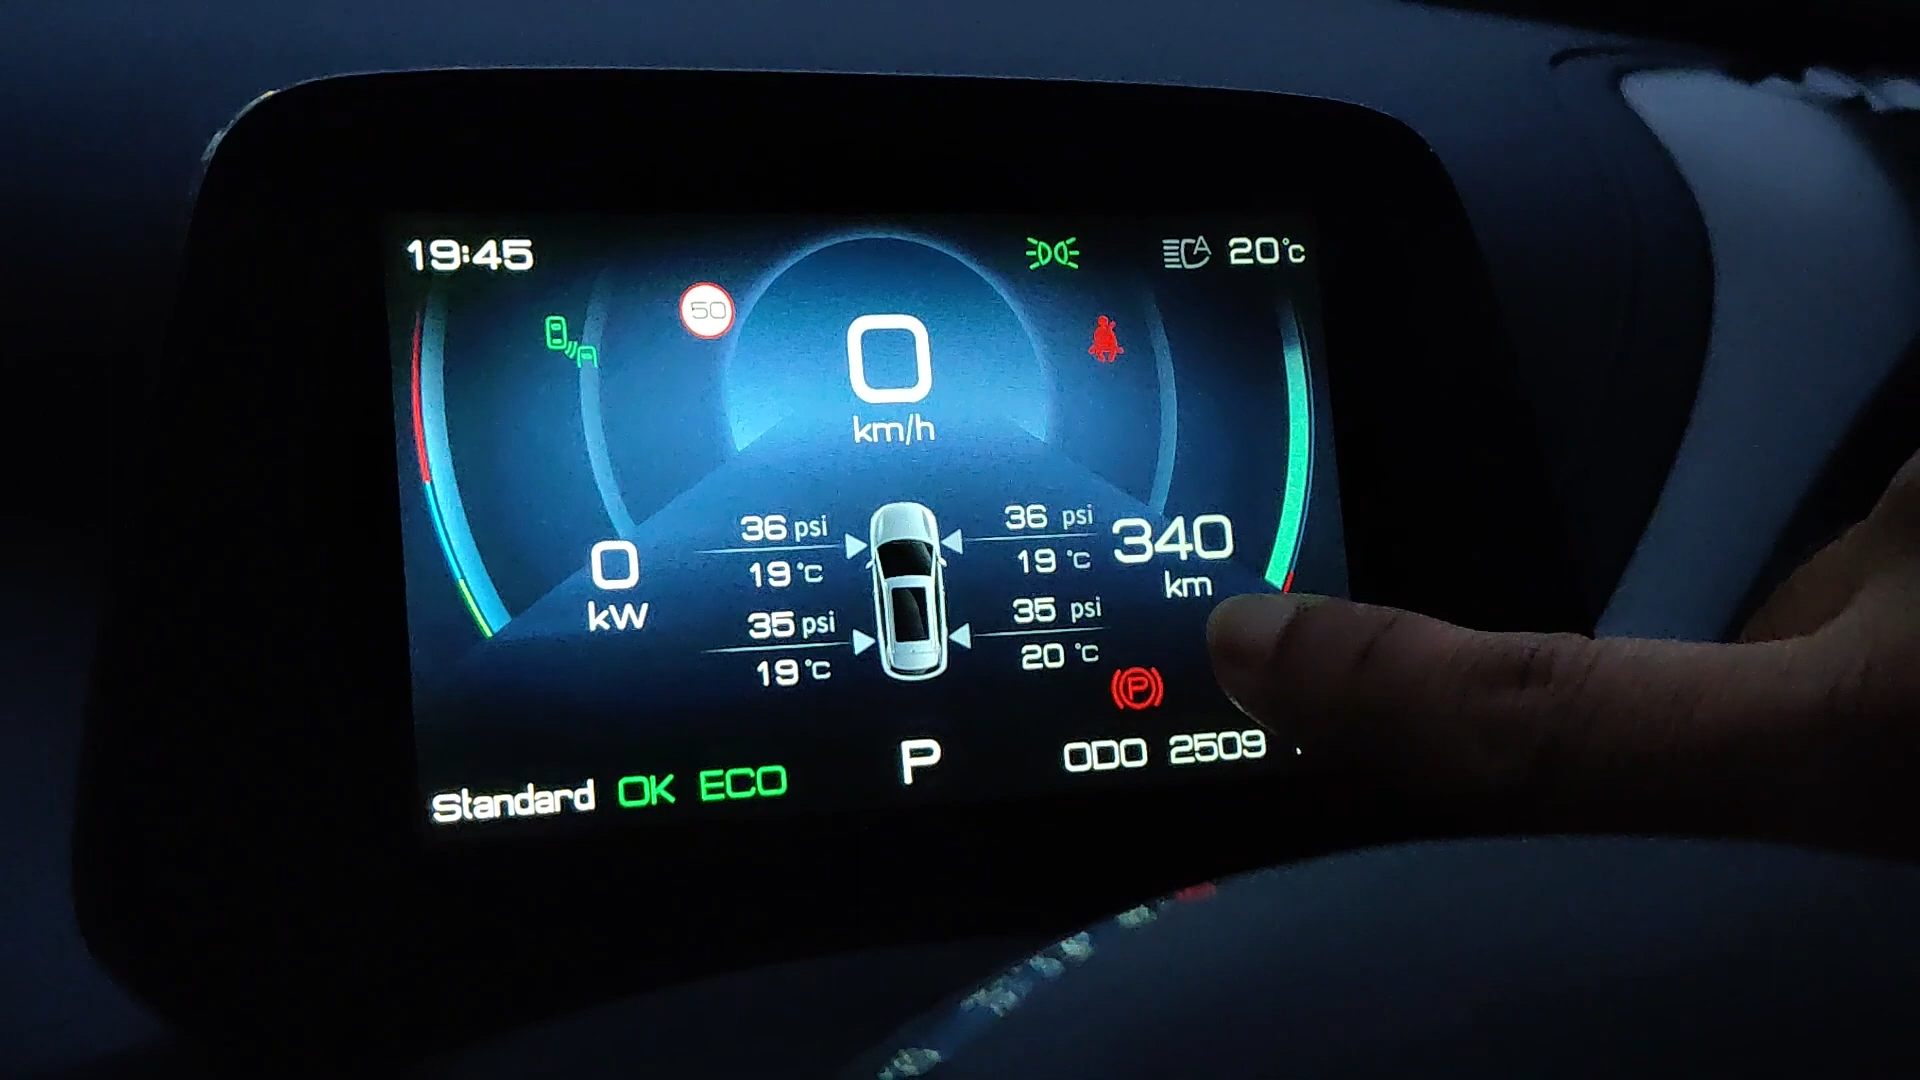 19:45
A 20°C
50
0
km/h
36 psi
36 psi
19°C
19 °C
340
km
0
kW
35 psi
35 psi
19°C
20 °C
P
P
ODO 2509
Standard OK ECO